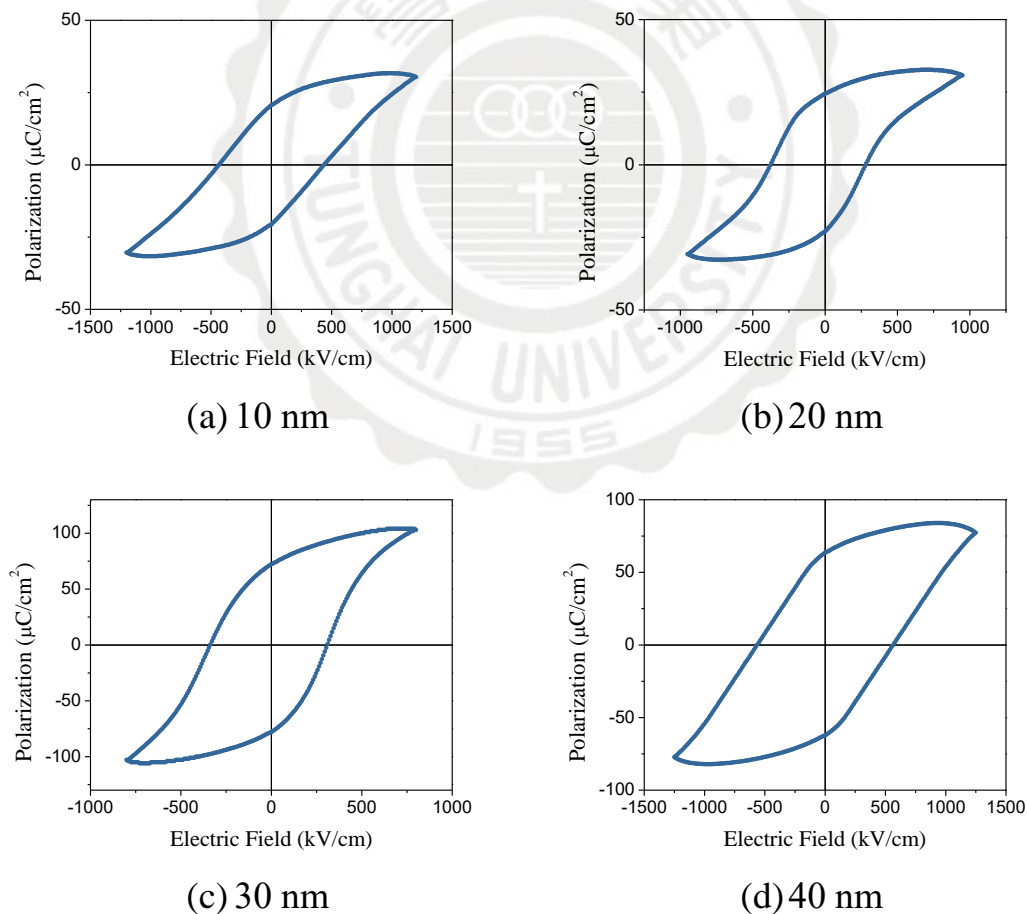 50
0
-50
-1500 -1000 -500 0 500 1000 1500
Polarization (μC/cm²)
Electric Field (kV/cm)
(a) 10 nm
50
0
-50
-1000 -500 0 500 1000
Polarization (μC/cm²)
Electric Field (kV/cm)
(b) 20 nm
100
50
0
-50
-100
-1000 -500 0 500 1000
Polarization (μC/cm²)
Electric Field (kV/cm)
(c) 30 nm
100
50
0
-50
-100
-1500 -1000 -500 0 500 1000 1500
Polarization (μC/cm²)
Electric Field (kV/cm)
(d) 40 nm
TUNGHAI UNIVERSITY
1955